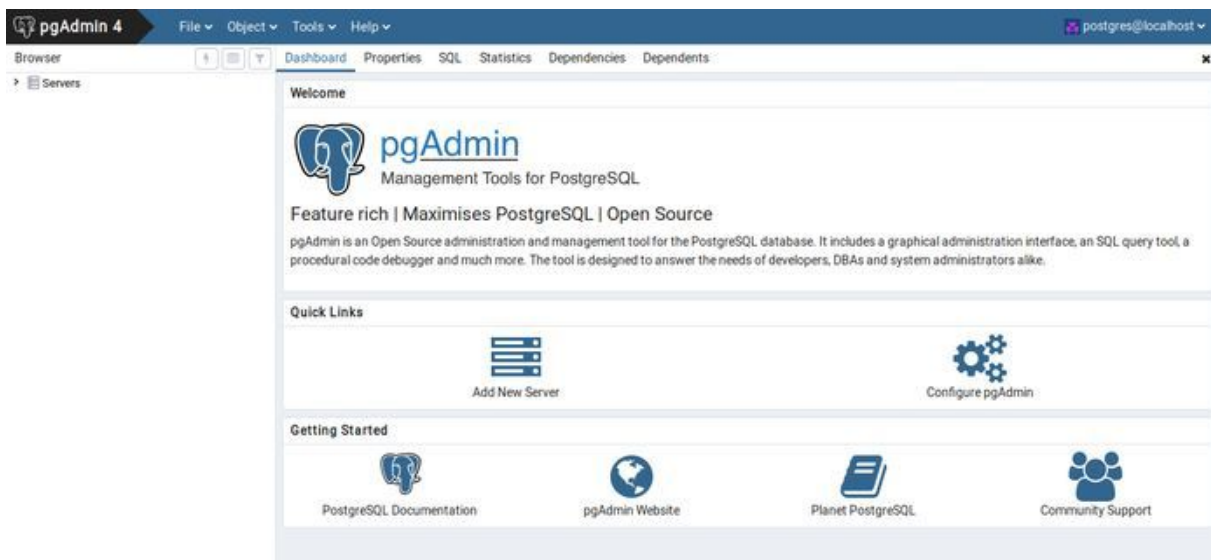 pgAdmin 4 File Object Tools Help postgres@localhost
Browser
Servers
Dashboard Properties SQL Statistics Dependencies Dependents
Welcome
pgAdmin
Management Tools for PostgreSQL
Feature rich | Maximises PostgreSQL | Open Source
pgAdmin is an Open Source administration and management tool for the PostgreSQL database. It includes a graphical administration interface, an SQL query tool, a
procedural code debugger and much more. The tool is designed to answer the needs of developers, DBAs and system administrators alike.
Quick Links
Add New Server Configure pgAdmin
Getting Started
PostgreSQL Documentation pgAdmin Website Planet PostgreSQL Community Support